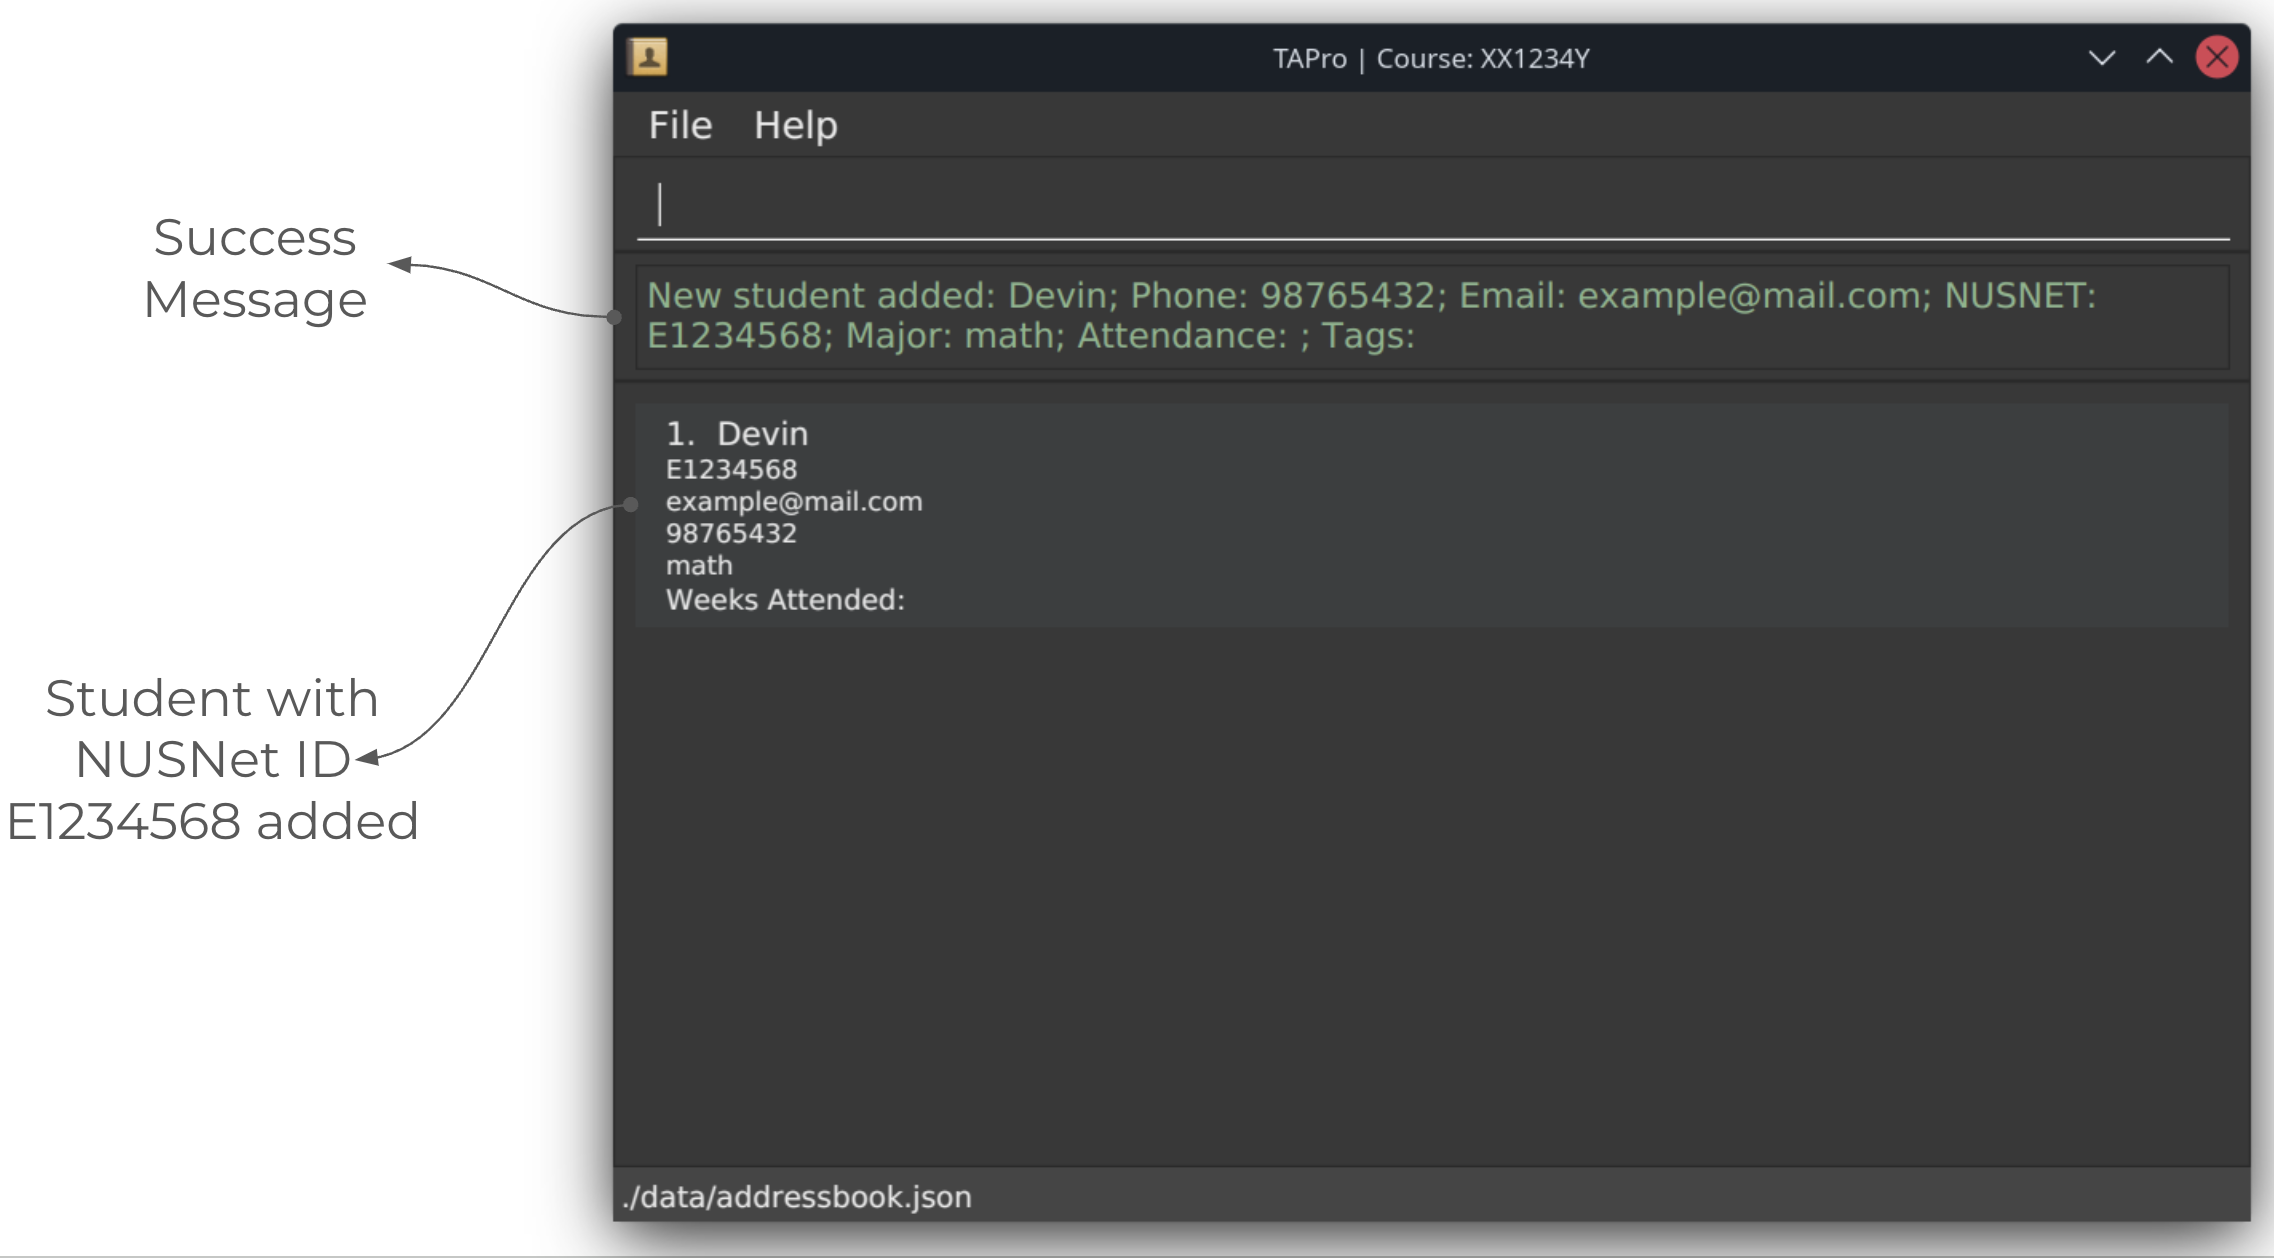 TAPro | Course: XX1234Y
File Help
Success
Message
New student added: Devin; Phone: 98765432; Email: example@mail.com; NUSNET:
E1234568; Major: math; Attendance: ; Tags:
1. Devin
E1234568
example@mail.com
98765432
math
Weeks Attended:
Student with
NUSNet ID
E1234568 added
./data/addressbook.json